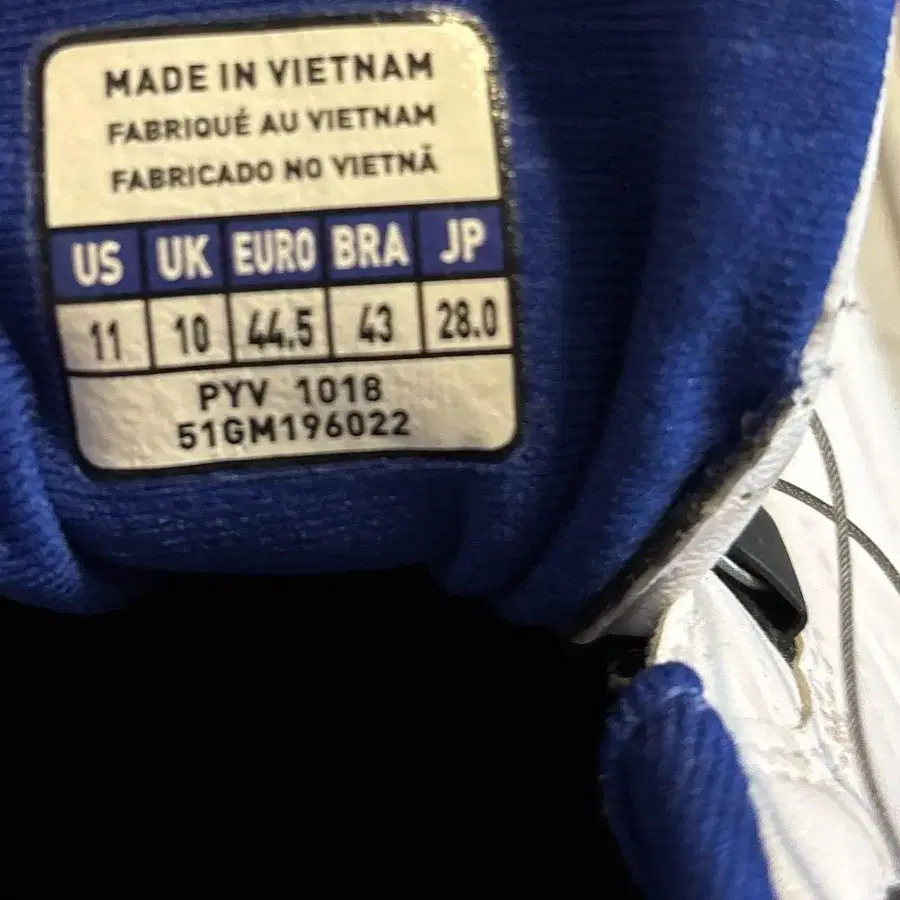 MADE IN VIETNAM
FABRIQUÉ AU VIETNAM
FABRICADO NO VIETNÃ
US UK EURO BRA JP
11 10 44.5 43 28.0
PYV 1018
51GM196022